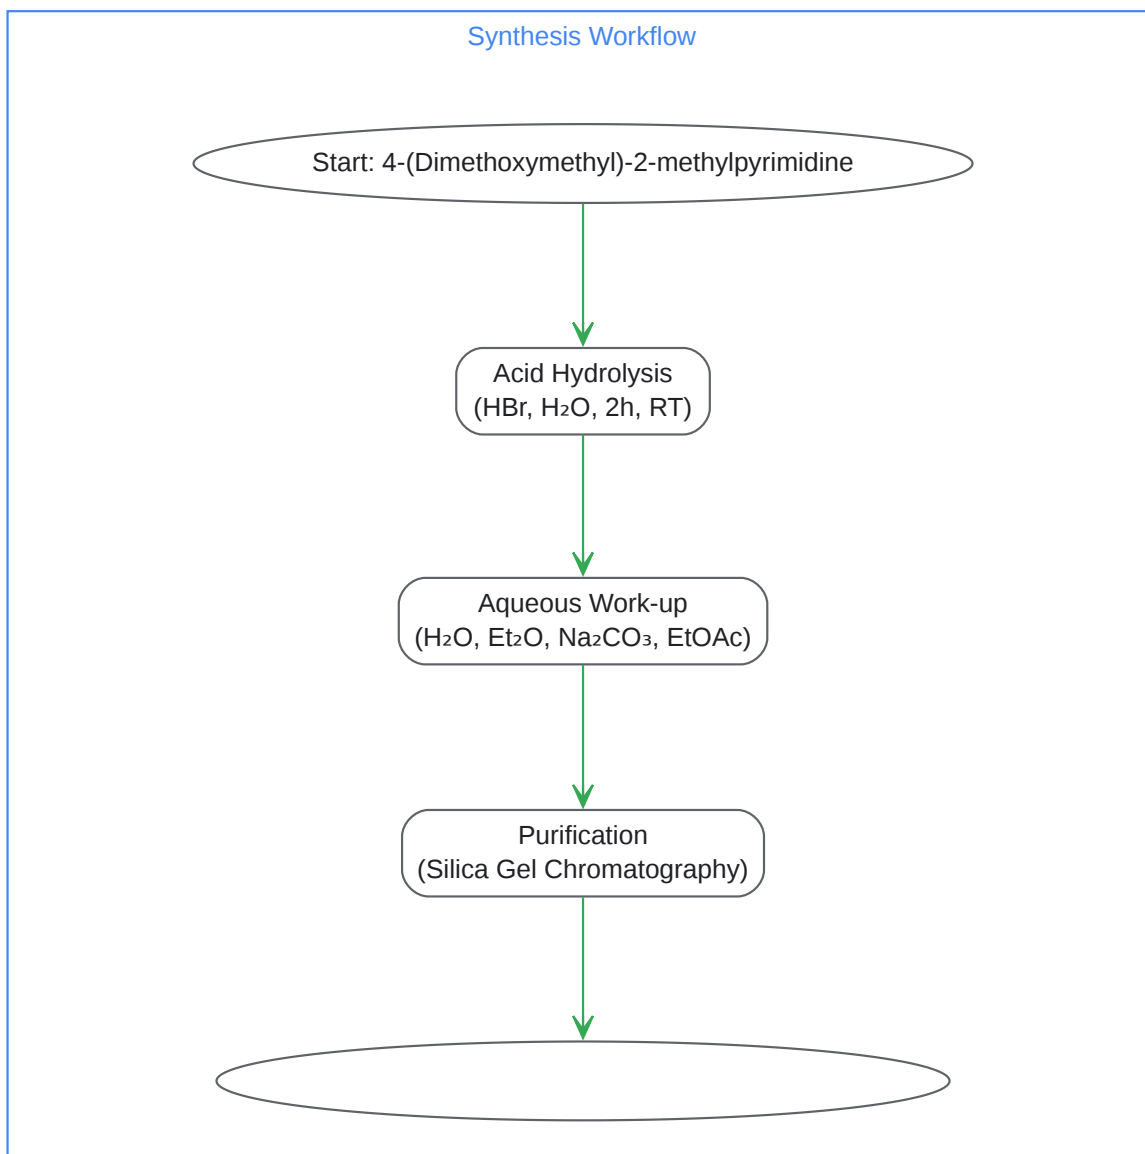 Synthesis Workflow
Start: 4-(Dimethoxymethyl)-2-methylpyrimidine
Acid Hydrolysis
(HBr, H₂O, 2h, RT)
Aqueous Work-up
(H₂O, Et₂O, Na₂CO₃, EtOAc)
Purification
(Silica Gel Chromatography)